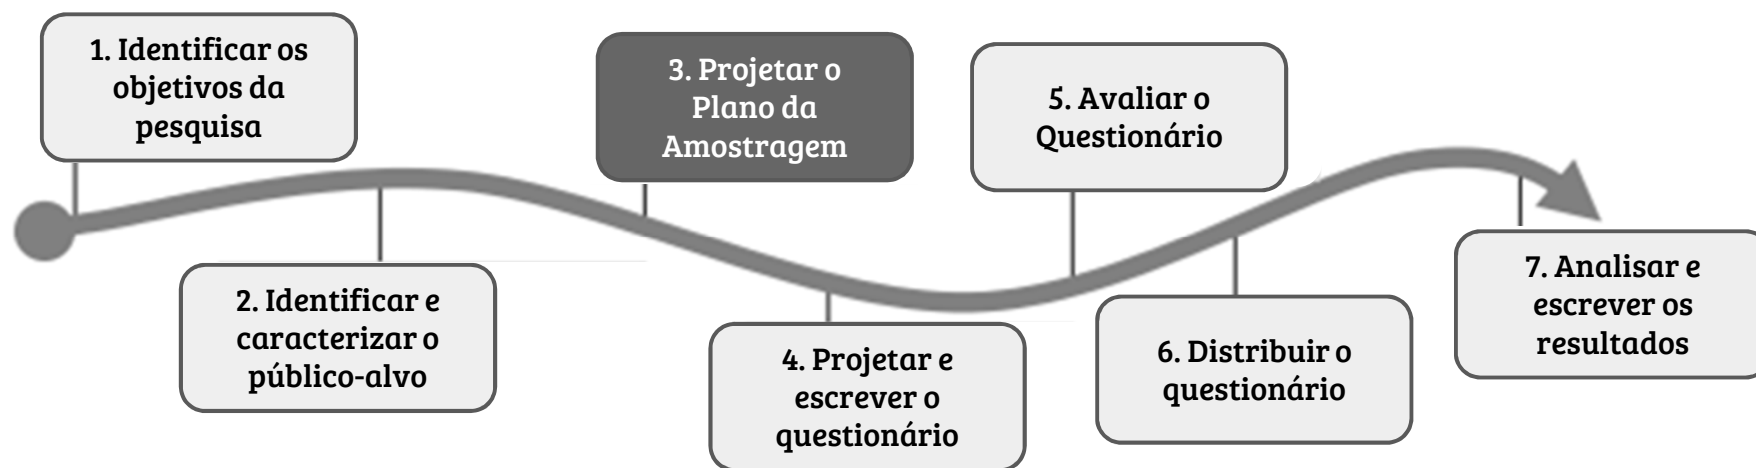 1. Identificar os
objetivos da
pesquisa
2. Identificar e
caracterizar o
público-alvo
3. Projetar o
Plano da
Amostragem
4. Projetar e
escrever o
questionário
5. Avaliar o
Questionário
6. Distribuir o
questionário
7. Analisar e
escrever os
resultados